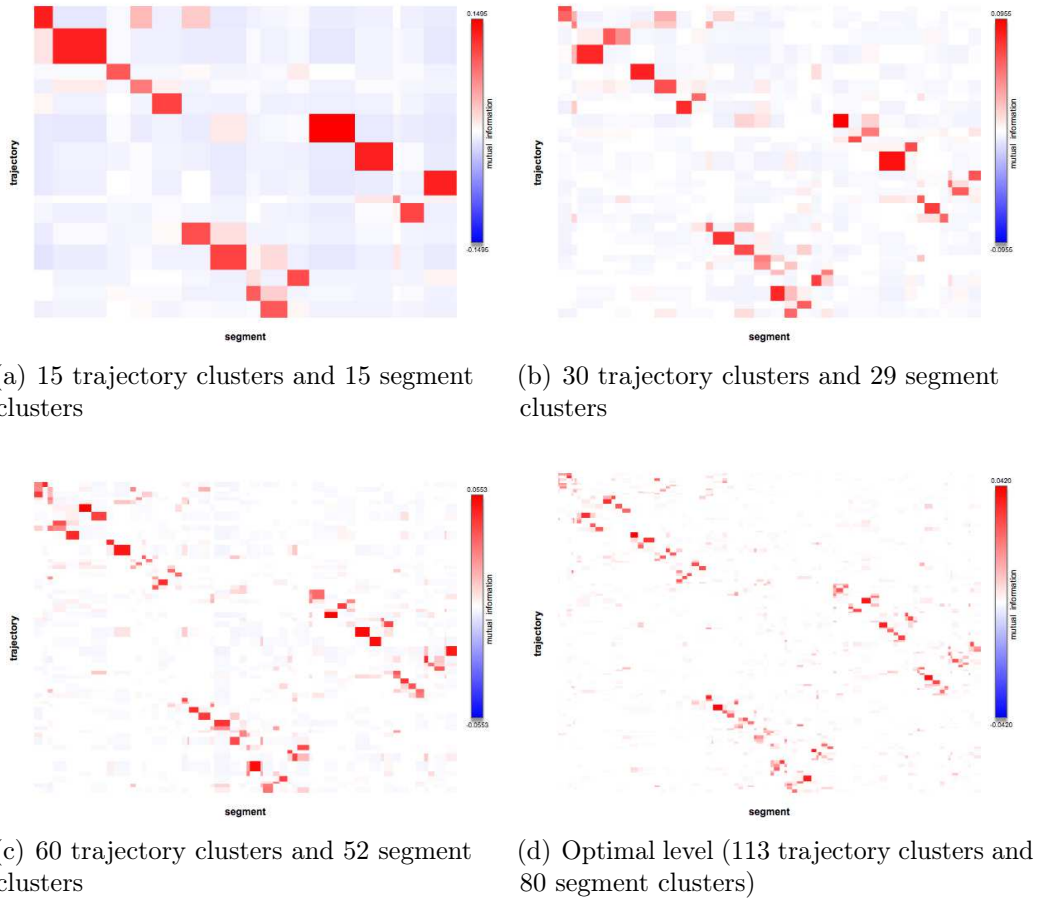 0.1495
mutual information
-0.1495
trajectory
segment
0.0955
mutual information
-0.0955
trajectory
segment
(a) 15 trajectory clusters and 15 segment
clusters
(b) 30 trajectory clusters and 29 segment
clusters
0.0553
mutual information
-0.0553
trajectory
segment
0.0420
mutual information
-0.0420
trajectory
segment
(c) 60 trajectory clusters and 52 segment
clusters
(d) Optimal level (113 trajectory clusters and
80 segment clusters)